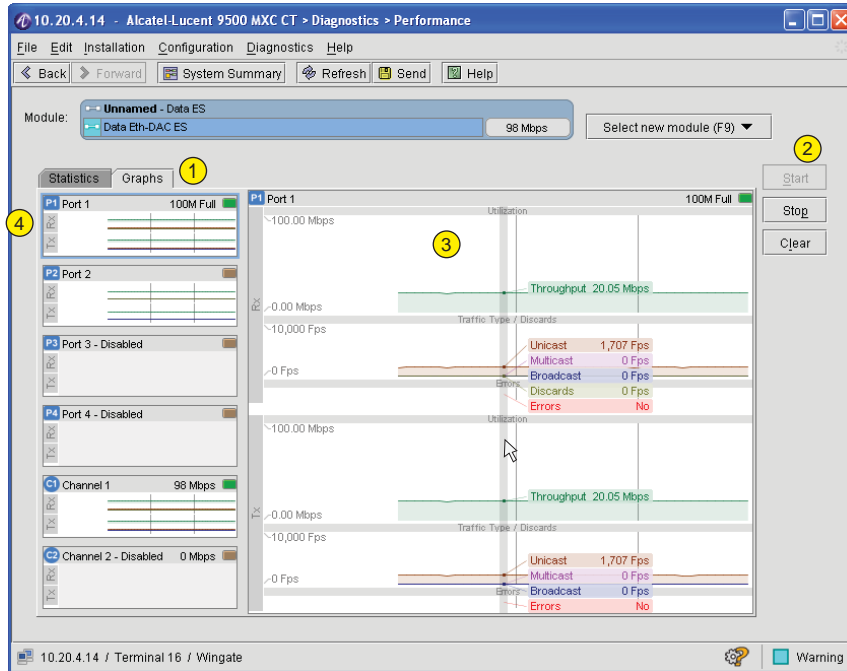 10.20.4.14 - Alcatel-Lucent 9500 MXC CT > Diagnostics > Performance
File Edit Installation Configuration Diagnostics Help
Back Forward System Summary Refresh Send Help
Module:
Unnamed - Data ES
Data Eth-DAC ES 98 Mbps
Select new module (F9)
Statistics Graphs
1
2
3
4
Start
Stop
Clear
P1 Port 1 100M Full
Rx
Tx
P2 Port 2
Rx
Tx
P3 Port 3 - Disabled
Rx
Tx
P4 Port 4 - Disabled
Rx
Tx
C1 Channel 1 98 Mbps
Rx
Tx
C2 Channel 2 - Disabled 0 Mbps
Rx
Tx
P1 Port 1 100M Full
Rx
Utilization
100.00 Mbps
Throughput 20.05 Mbps
0.00 Mbps
Traffic Type / Discards
10,000 Fps
Unicast 1,707 Fps
Multicast 0 Fps
0 Fps
Broadcast 0 Fps
Errors
Discards 0 Fps
Errors No
Tx
Utilization
100.00 Mbps
Throughput 20.05 Mbps
0.00 Mbps
Traffic Type / Discards
10,000 Fps
Unicast 1,707 Fps
Multicast 0 Fps
0 Fps
Broadcast 0 Fps
Errors
Errors No
10.20.4.14 / Terminal 16 / Wingate
Warning